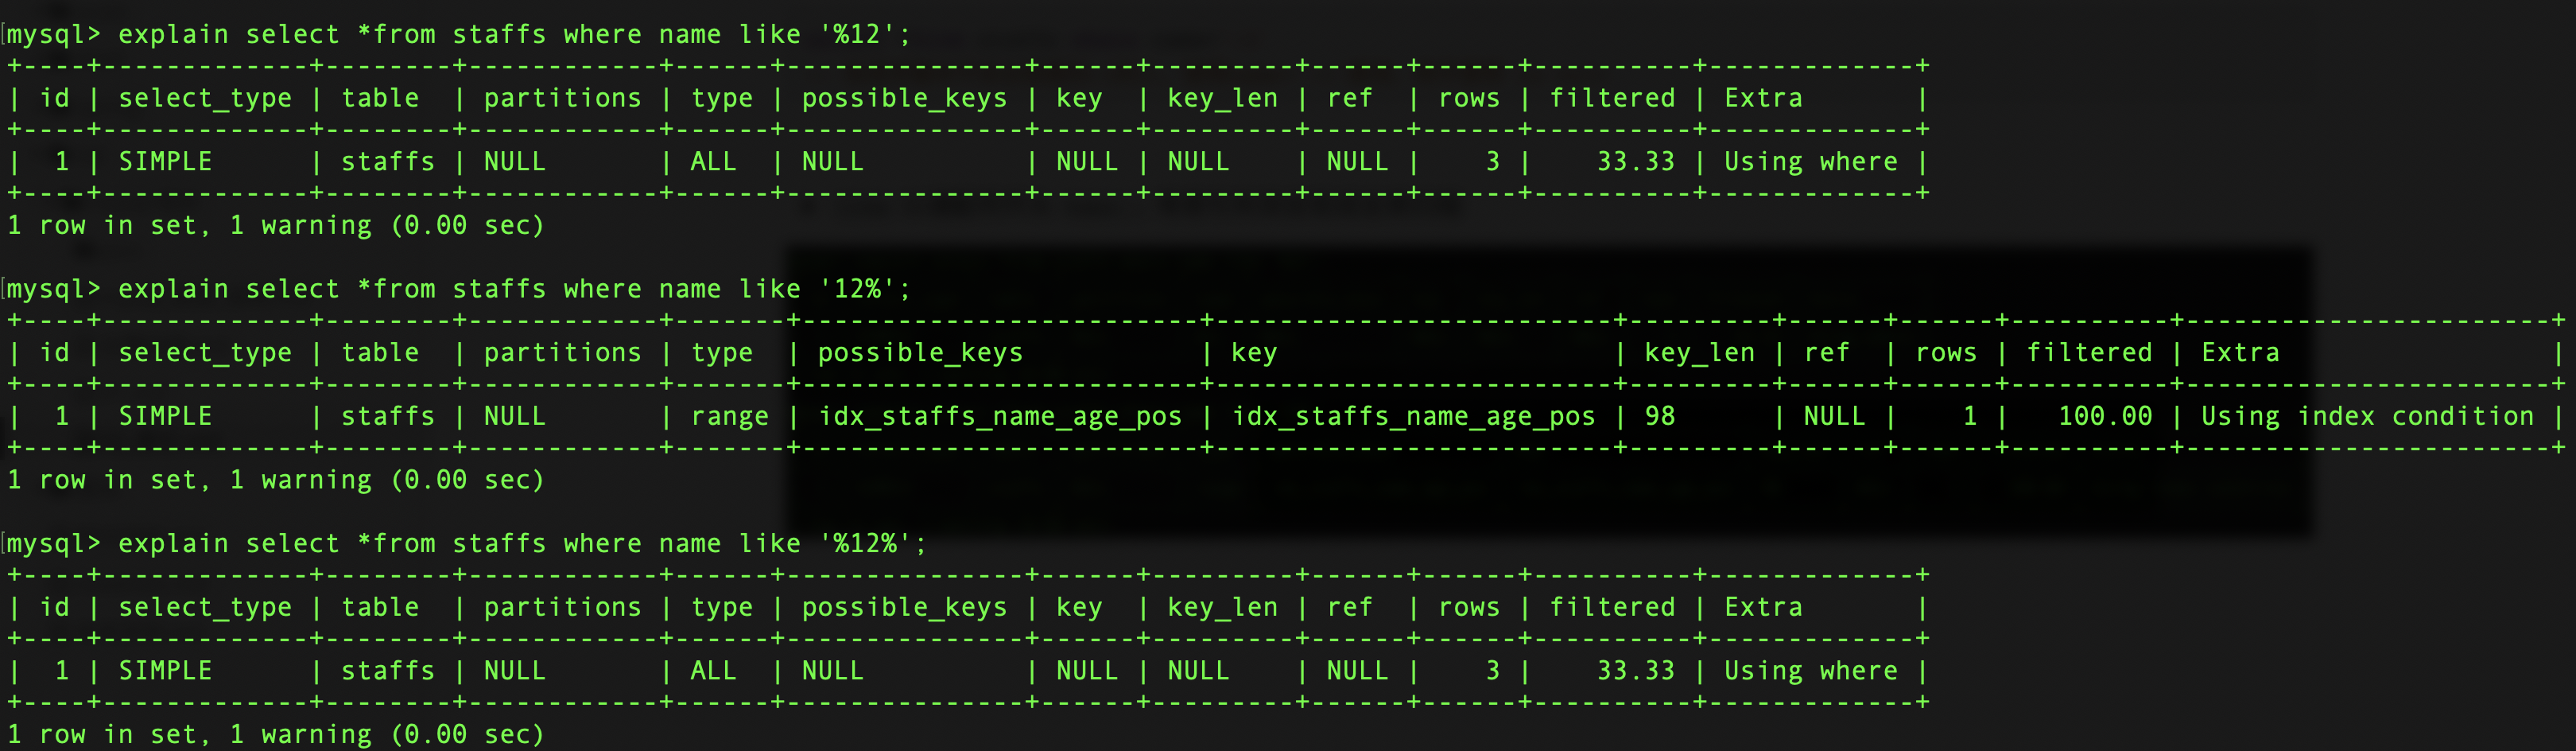 [mysql> explain select *from staffs where name like '%12';
+----+-------------+--------+------------+------+---------------+------+---------+------+------+----------+-------------+
| id | select_type | table  | partitions | type | possible_keys | key  | key_len | ref  | rows | filtered | Extra       |
+----+-------------+--------+------------+------+---------------+------+---------+------+------+----------+-------------+
|  1 | SIMPLE      | staffs | NULL       | ALL  | NULL          | NULL | NULL    | NULL |    3 |    33.33 | Using where |
+----+-------------+--------+------------+------+---------------+------+---------+------+------+----------+-------------+
1 row in set, 1 warning (0.00 sec)

[mysql> explain select *from staffs where name like '12%';
+----+-------------+--------+------------+-------+-------------------------+-------------------------+---------+------+------+----------+-----------------------+
| id | select_type | table  | partitions | type  | possible_keys           | key                     | key_len | ref  | rows | filtered | Extra                 |
+----+-------------+--------+------------+-------+-------------------------+-------------------------+---------+------+------+----------+-----------------------+
|  1 | SIMPLE      | staffs | NULL       | range | idx_staffs_name_age_pos | idx_staffs_name_age_pos | 98      | NULL |    1 |   100.00 | Using index condition |
+----+-------------+--------+------------+-------+-------------------------+-------------------------+---------+------+------+----------+-----------------------+
1 row in set, 1 warning (0.00 sec)

[mysql> explain select *from staffs where name like '%12%';
+----+-------------+--------+------------+------+---------------+------+---------+------+------+----------+-------------+
| id | select_type | table  | partitions | type | possible_keys | key  | key_len | ref  | rows | filtered | Extra       |
+----+-------------+--------+------------+------+---------------+------+---------+------+------+----------+-------------+
|  1 | SIMPLE      | staffs | NULL       | ALL  | NULL          | NULL | NULL    | NULL |    3 |    33.33 | Using where |
+----+-------------+--------+------------+------+---------------+------+---------+------+------+----------+-------------+
1 row in set, 1 warning (0.00 sec)